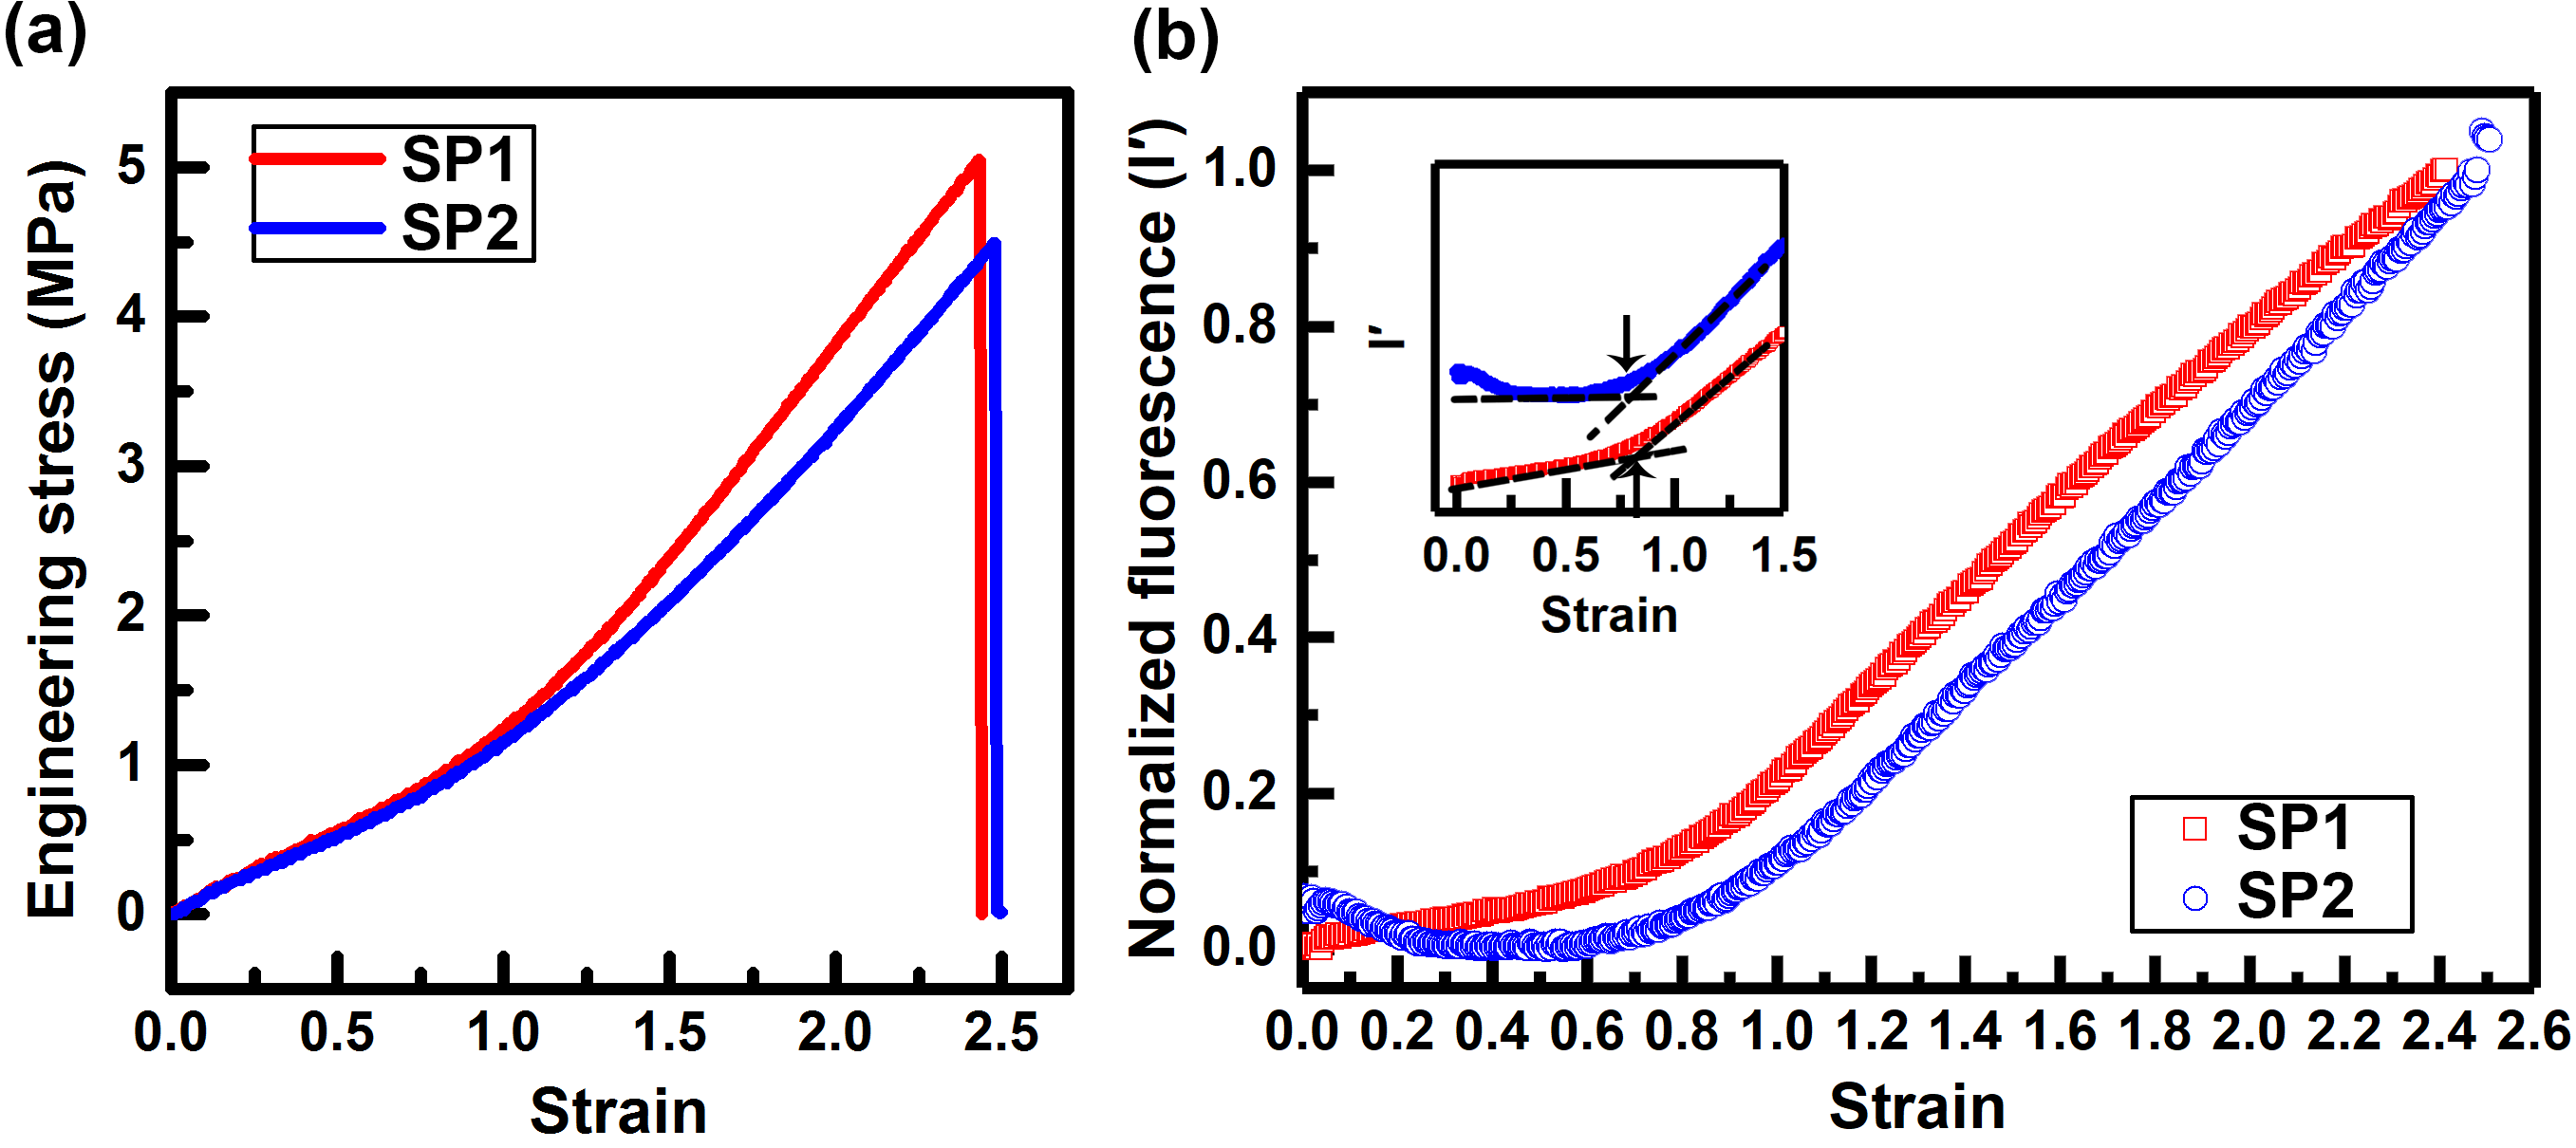 (a)
Engineering stress (MPa)
5
4
3
2
1
0
SP1
SP2
0.0 0.5 1.0 1.5 2.0 2.5
Strain
(b)
Normalized fluorescence (I')
1.0
0.8
0.6
0.4
0.2
0.0
I'
0.0 0.5 1.0 1.5
Strain
SP1
SP2
0.0 0.2 0.4 0.6 0.8 1.0 1.2 1.4 1.6 1.8 2.0 2.2 2.4 2.6
Strain